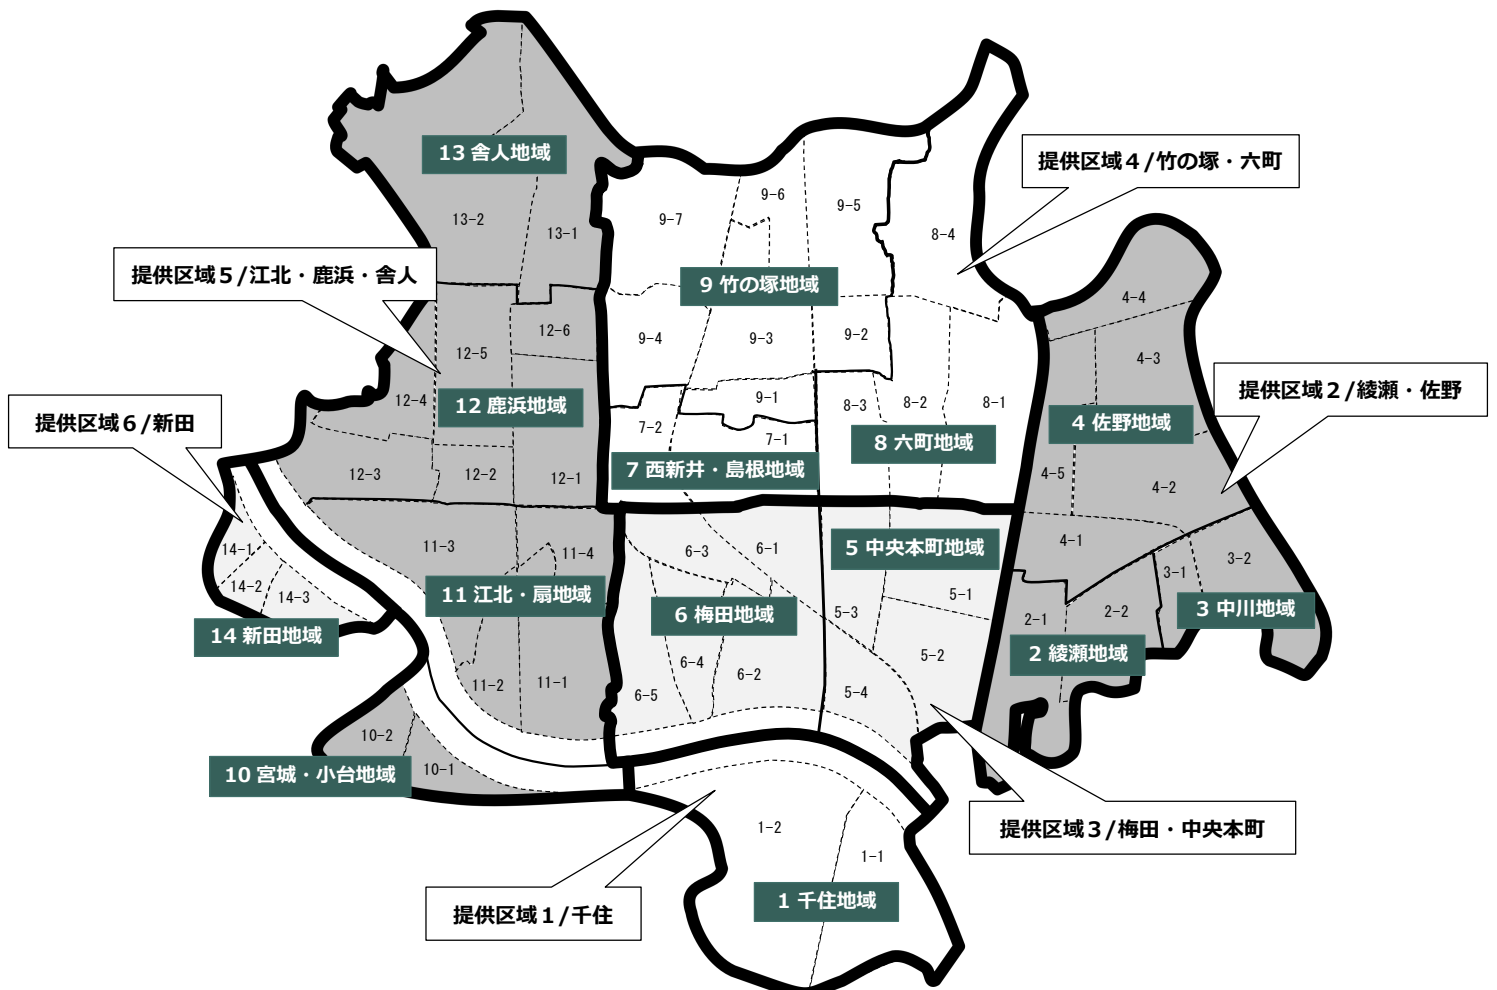 13 舎人地域
提供区域４/竹の塚・六町
9-6
9-5
9-7
13-2
13-1
8-4
提供区域５/江北・鹿浜・舎人
9 竹の塚地域
4-4
12-6
9-4
9-3
9-2
12-5
4-3
提供区域２/綾瀬・佐野
12-4
12 鹿浜地域
9-1
8-3
8-2
8-1
提供区域６/新田
7-2
7-1
8 六町地域
4 佐野地域
12-3
12-2
12-1
7 西新井・島根地域
4-5
4-2
14-1
11-3
11-4
6-3
6-1
5 中央本町地域
4-1
3-2
3-1
14-2
14-3
11 江北・扇地域
6 梅田地域
5-3
5-1
2-1
2-2
3 中川地域
14 新田地域
5-2
2 綾瀬地域
11-2
11-1
6-5
6-4
6-2
5-4
10-2
10-1
10 宮城・小台地域
1-2
提供区域３/梅田・中央本町
1-1
提供区域１/千住
1 千住地域